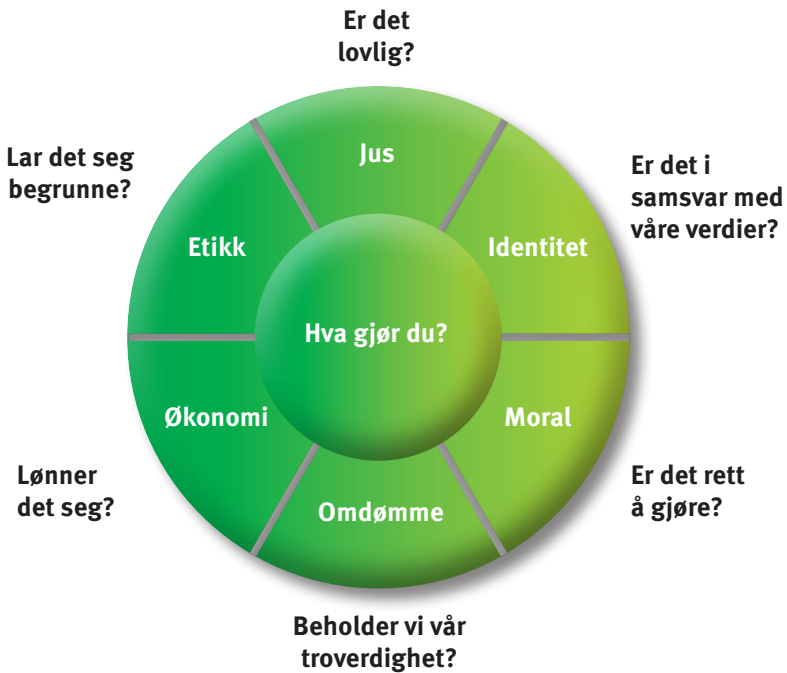 Er det
lovlig?
Jus
Er det i
samsvar med
våre verdier?
Identitet
Er det rett
å gjøre?
Moral
Beholder vi vår
troverdighet?
Omdømme
Lønner
det seg?
Økonomi
Lar det seg
begrunne?
Etikk
Hva gjør du?